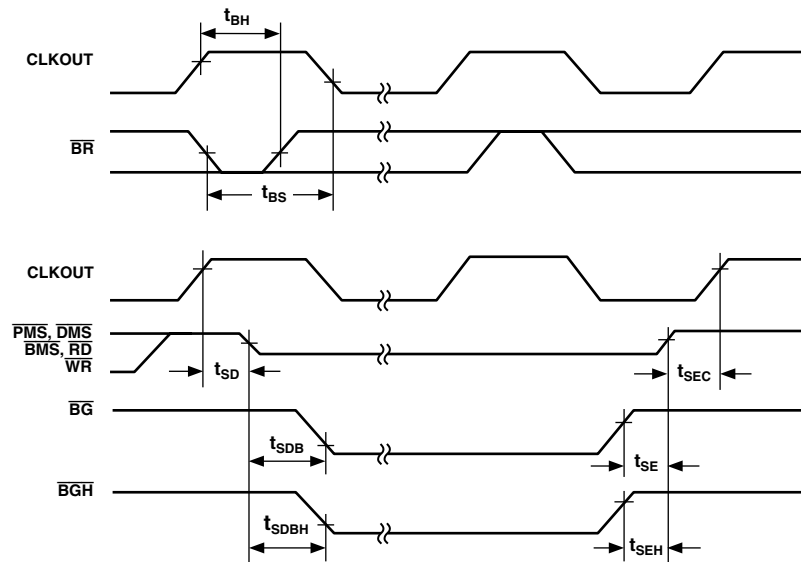 tBH
CLKOUT
BR
tBS
CLKOUT
PMS, DMS
BMS, RD
WR
tSD
tSEC
BG
tSDB
tSE
BGH
tSDBH
tSEH